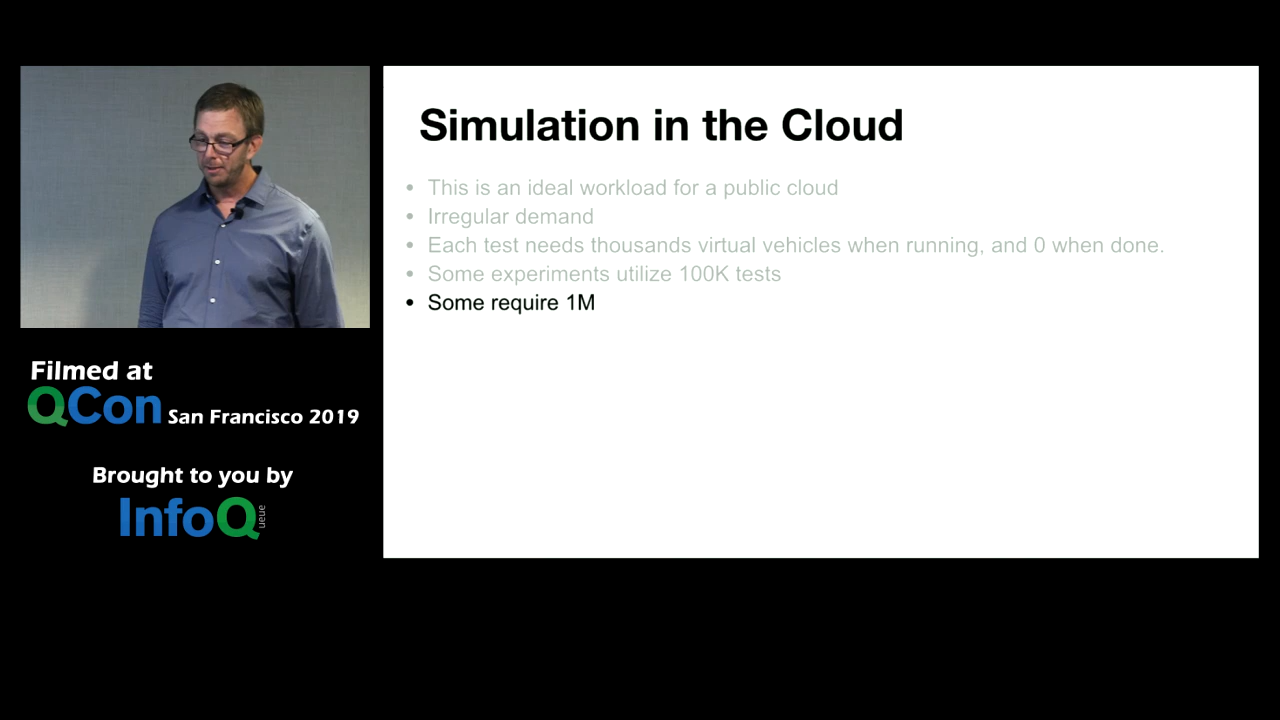 Simulation in the Cloud
• This is an ideal workload for a public cloud
• Irregular demand
• Each test needs thousands virtual vehicles when running, and 0 when done.
• Some experiments utilize 100K tests
• Some require 1M
Filmed at
QCon San Francisco 2019
Brought to you by
InfoQueue